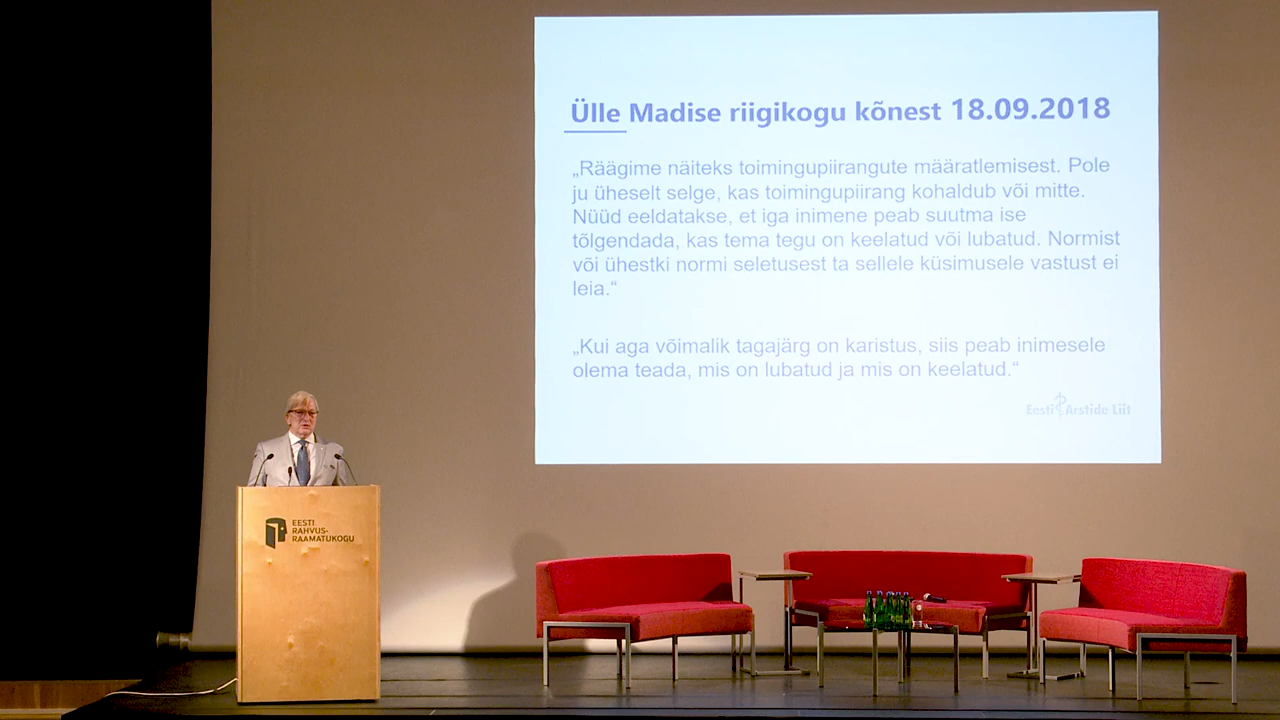 Ülle Madise riigikogu kõnest 18.09.2018
„Räägime näiteks toimingupiirangute määratlemisest. Pole
ju üheselt selge, kas toimingupiirang kohaldub või mitte.
Nüüd eeldatakse, et iga inimene peab suutma ise
tõlgendada, kas tema tegu on keelatud või lubatud. Normist
või ühestki normi seletusest ta sellele küsimusele vastust ei
leia.“
„Kui aga võimalik tagajärg on karistus, siis peab inimesele
olema teada, mis on lubatud ja mis on keelatud.“
Eesti Arstide Liit
EESTI
RAHVUS-
RAAMATUKOGU